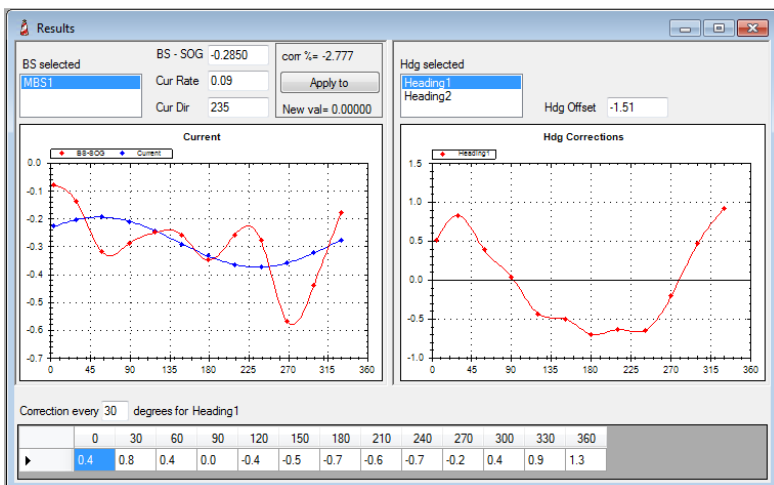 Results
BS selected
MBS1
BS - SOG -0.2850
Cur Rate 0.09
Cur Dir 235
corr %= -2.777
Apply to
New val= 0.00000
Hdg selected
Heading1
Heading2
Hdg Offset -1.51
Current
BS-SOG Current
0.0
-0.1
-0.2
-0.3
-0.4
-0.5
-0.6
-0.7
0 45 90 135 180 225 270 315 360
Hdg Corrections
Heading1
1.5
1.0
0.5
0.0
-0.5
-1.0
0 45 90 135 180 225 270 315 360
Correction every 30 degrees for Heading1
0 30 60 90 120 150 180 210 240 270 300 330 360
0.4 0.8 0.4 0.0 -0.4 -0.5 -0.7 -0.6 -0.7 -0.2 0.4 0.9 1.3